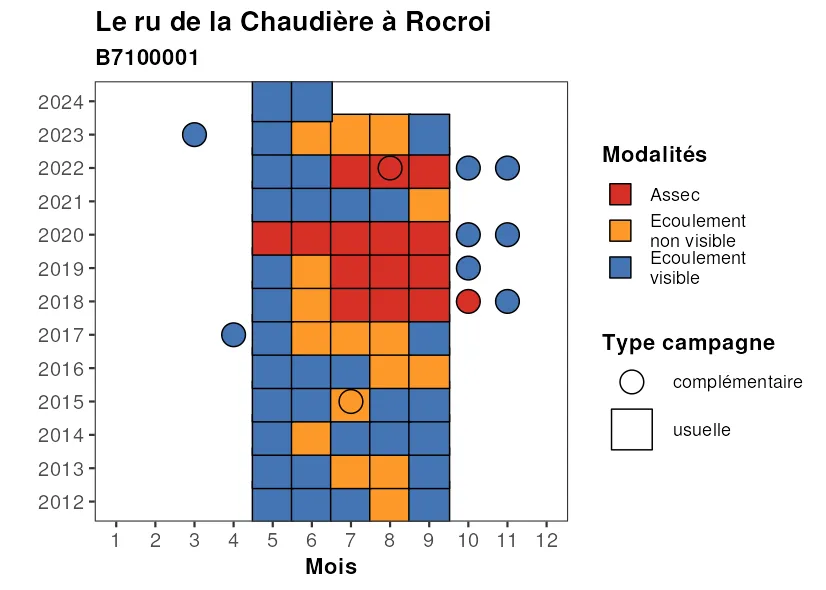 Le ru de la Chaudière à Rocroi
B7100001
2024
2023
2022
2021
2020
2019
2018
2017
2016
2015
2014
2013
2012
1 2 3 4 5 6 7 8 9 10 11 12
Mois
Modalités
Assec
Ecoulement
non visible
Ecoulement
visible
Type campagne
complémentaire
usuelle